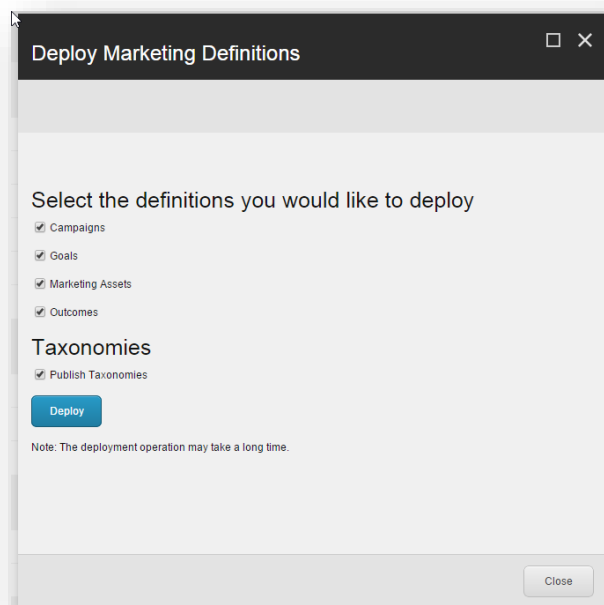 Deploy Marketing Definitions
Select the definitions you would like to deploy
Campaigns
Goals
Marketing Assets
Outcomes
Taxonomies
Publish Taxonomies
Deploy
Note: The deployment operation may take a long time.
Close